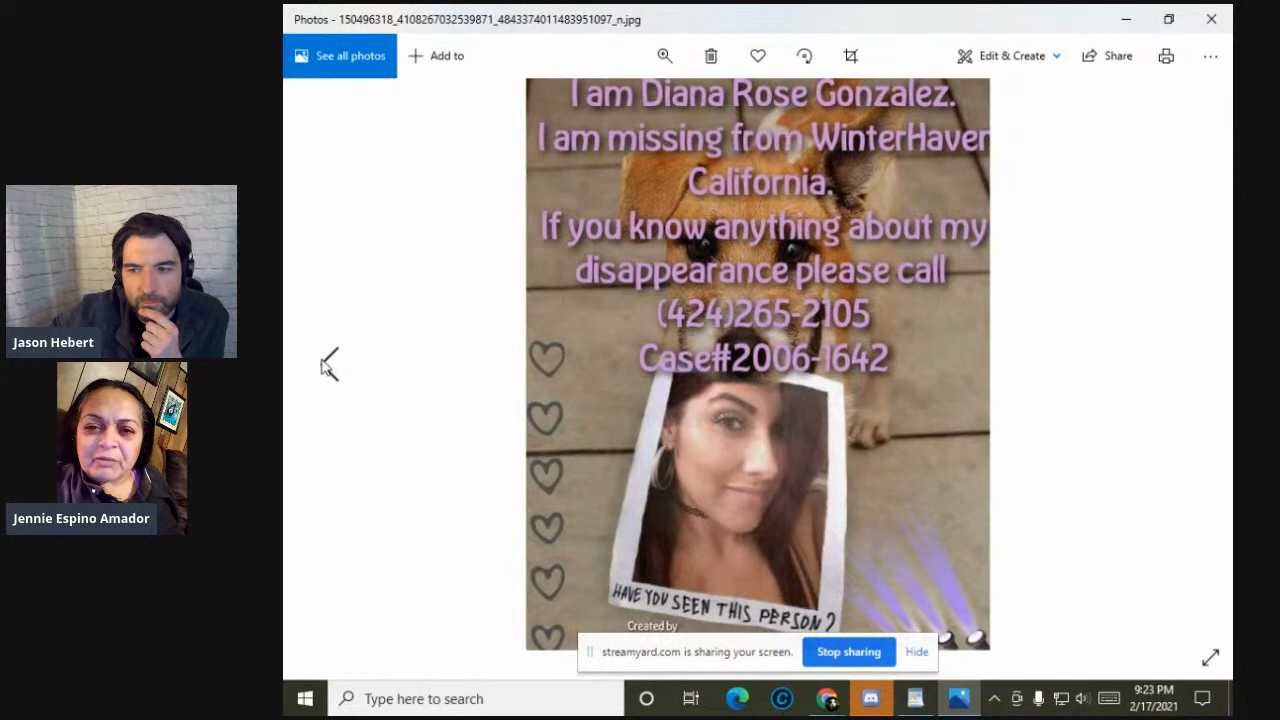 Photos - 150496318_4108267032539871_4843374011483951097_n.jpg
See all photos
Add to
Edit & Create
Share
I am Diana Rose Gonzalez.
I am missing from WinterHaven
California.
If you know anything about my
disappearance please call
(424)265-2105
Case#2006-1642
HAVE YOU SEEN THIS PERSON?
Created by
Jason Hebert
Jennie Espino Amador
streamyard.com is sharing your screen.
Stop sharing
Hide
Type here to search
9:23 PM
2/17/2021